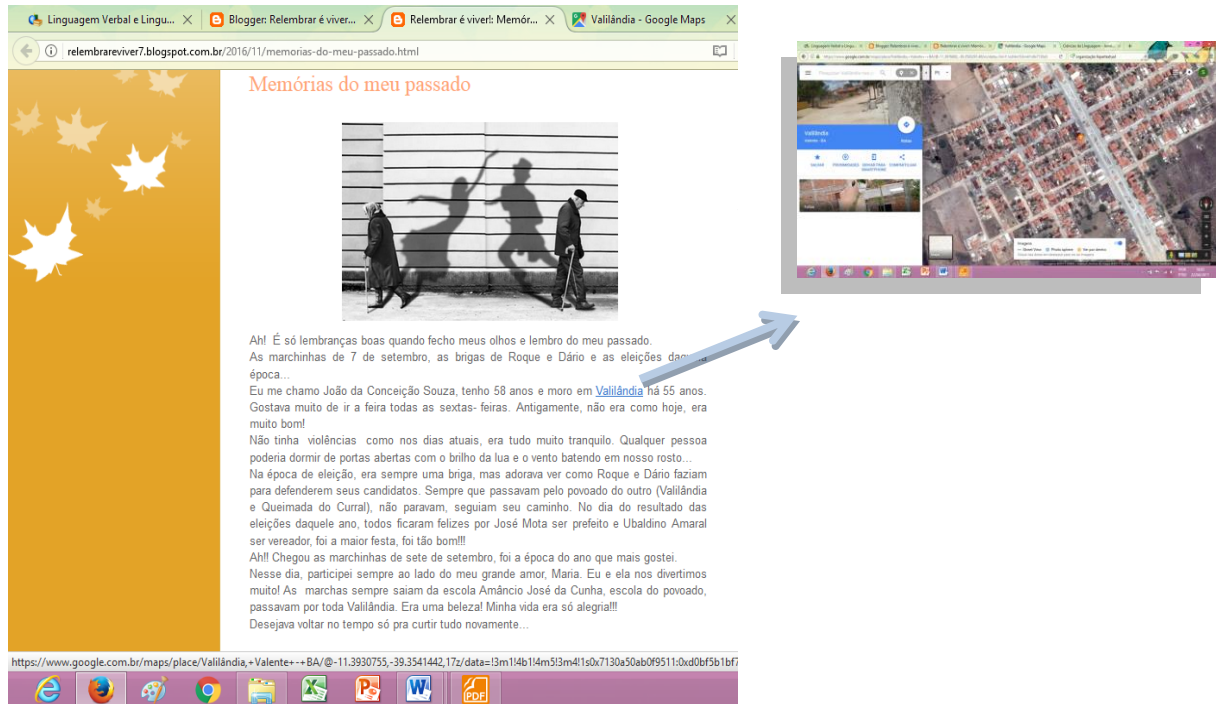 Linguagem Verbal e Lingu...
Blogger: Relembrar é viver...
Relembrar é viver!: Memór...
Valilândia - Google Maps
relembrareviver7.blogspot.com.br/2016/11/memorias-do-meu-passado.html
Memórias do meu passado
Ah! É só lembranças boas quando fecho meus olhos e lembro do meu passado.
As marchinhas de 7 de setembro, as brigas de Roque e Dário e as eleições daquela
época...
Eu me chamo João da Conceição Souza, tenho 58 anos e moro em Valilândia há 55 anos.
Gostava muito de ir a feira todas as sextas- feiras. Antigamente, não era como hoje, era
muito bom!
Não tinha violências como nos dias atuais, era tudo muito tranquilo. Qualquer pessoa
poderia dormir de portas abertas com o brilho da lua e o vento batendo em nosso rosto...
Na época de eleição, era sempre uma briga, mas adorava ver como Roque e Dário faziam
para defenderem seus candidatos. Sempre que passavam pelo povoado do outro (Valilândia
e Queimada do Curral), não paravam, seguiam seu caminho. No dia do resultado das
eleições daquele ano, todos ficaram felizes por José Mota ser prefeito e Ubaldino Amaral
ser vereador, foi a maior festa, foi tão bom!!!
Ah!! Chegou as marchinhas de sete de setembro, foi a época do ano que mais gostei.
Nesse dia, participei sempre ao lado do meu grande amor, Maria. Eu e ela nos divertimos
muito! As marchas sempre saiam da escola Amâncio José da Cunha, escola do povoado,
passavam por toda Valilândia. Era uma beleza! Minha vida era só alegria!!!
Desejava voltar no tempo só pra curtir tudo novamente...
https://www.google.com.br/maps/place/Valilândia,+Valente+-+BA/@-11.3930755,-39.3541442,17z/data=!3m1!4b1!4m5!3m4!1s0x7130a50ab0f9511:0xd0bf5b1bf7
PDF
Valilândia
SALVAR
COMPARTILHAR
Imagens